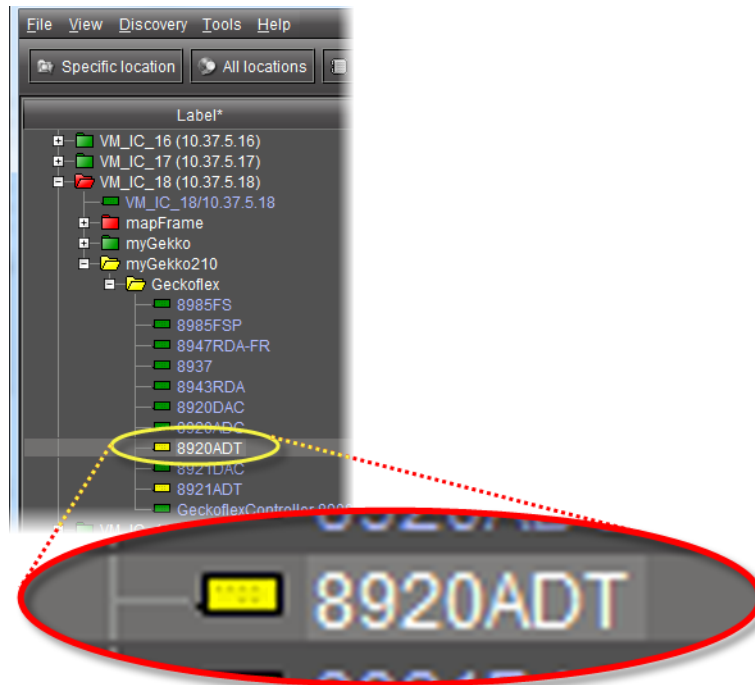 File View Discovery Tools Help
Specific location All locations
Label*
VM_IC_16 (10.37.5.16)
VM_IC_17 (10.37.5.17)
VM_IC_18 (10.37.5.18)
VM_IC_18/10.37.5.18
mapFrame
myGekko
myGekko210
Geckoflex
8985FS
8985FSP
8947RDA-FR
8937
8943RDA
8920DAC
8920ADC
8920ADT
8921DAC
8921ADT
GeckoflexController
8920ADT